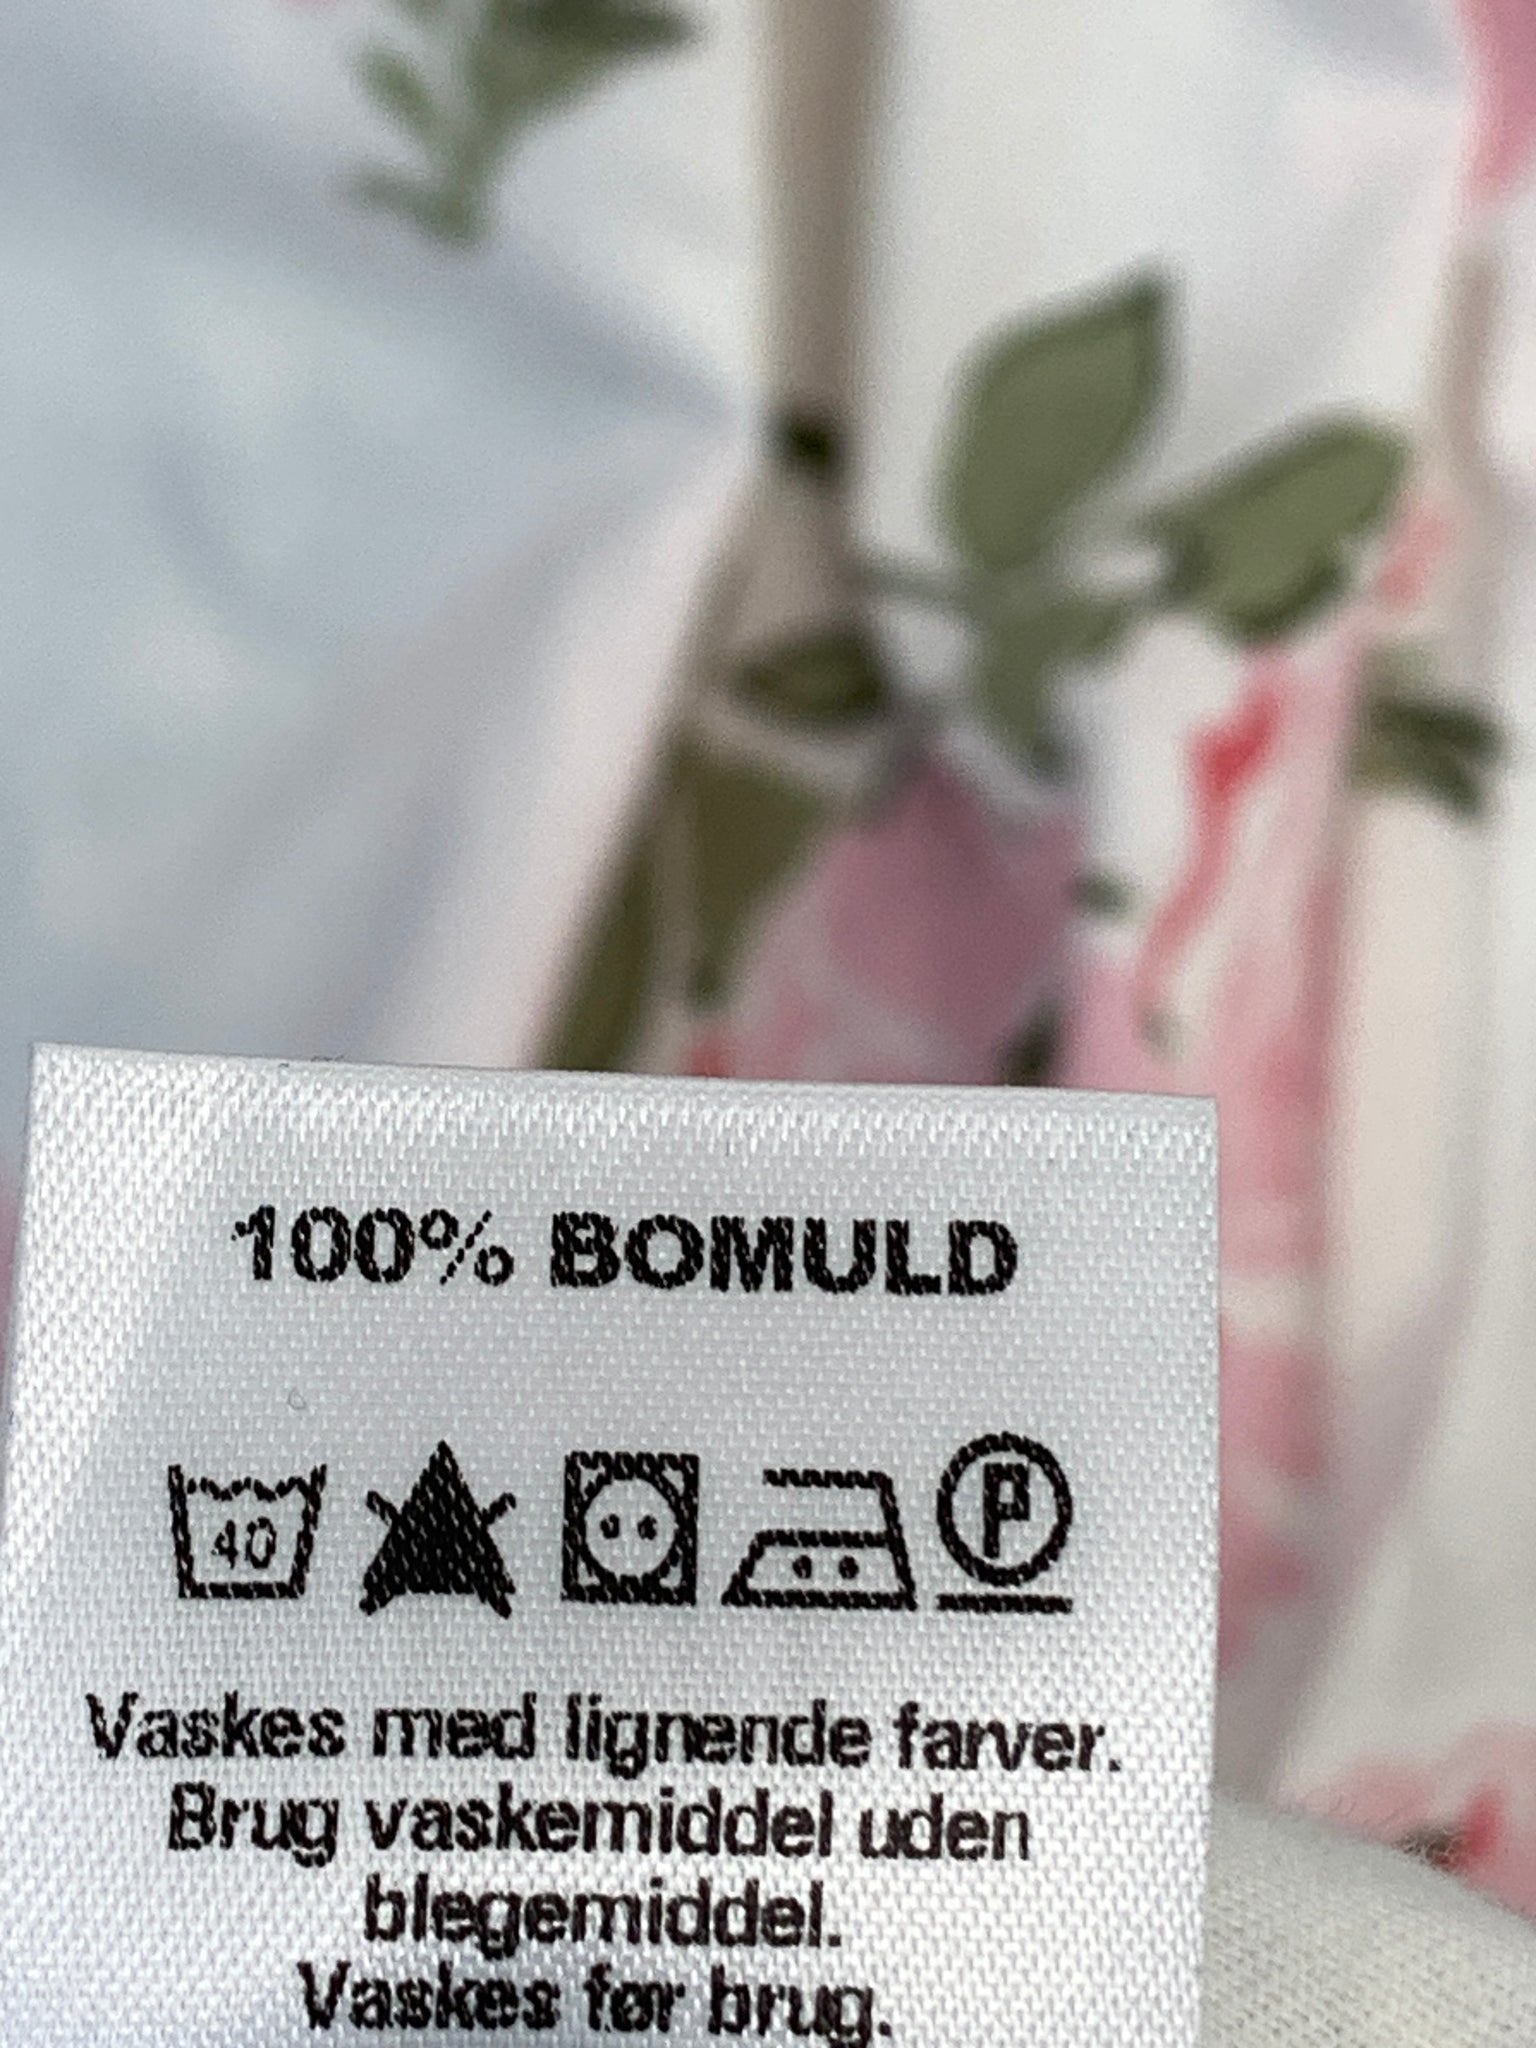 100% BOMULD
40
P
Vaskes med lignende farver.
Brug vaskemiddel uden
blegemiddel.
Vaskes før brug.